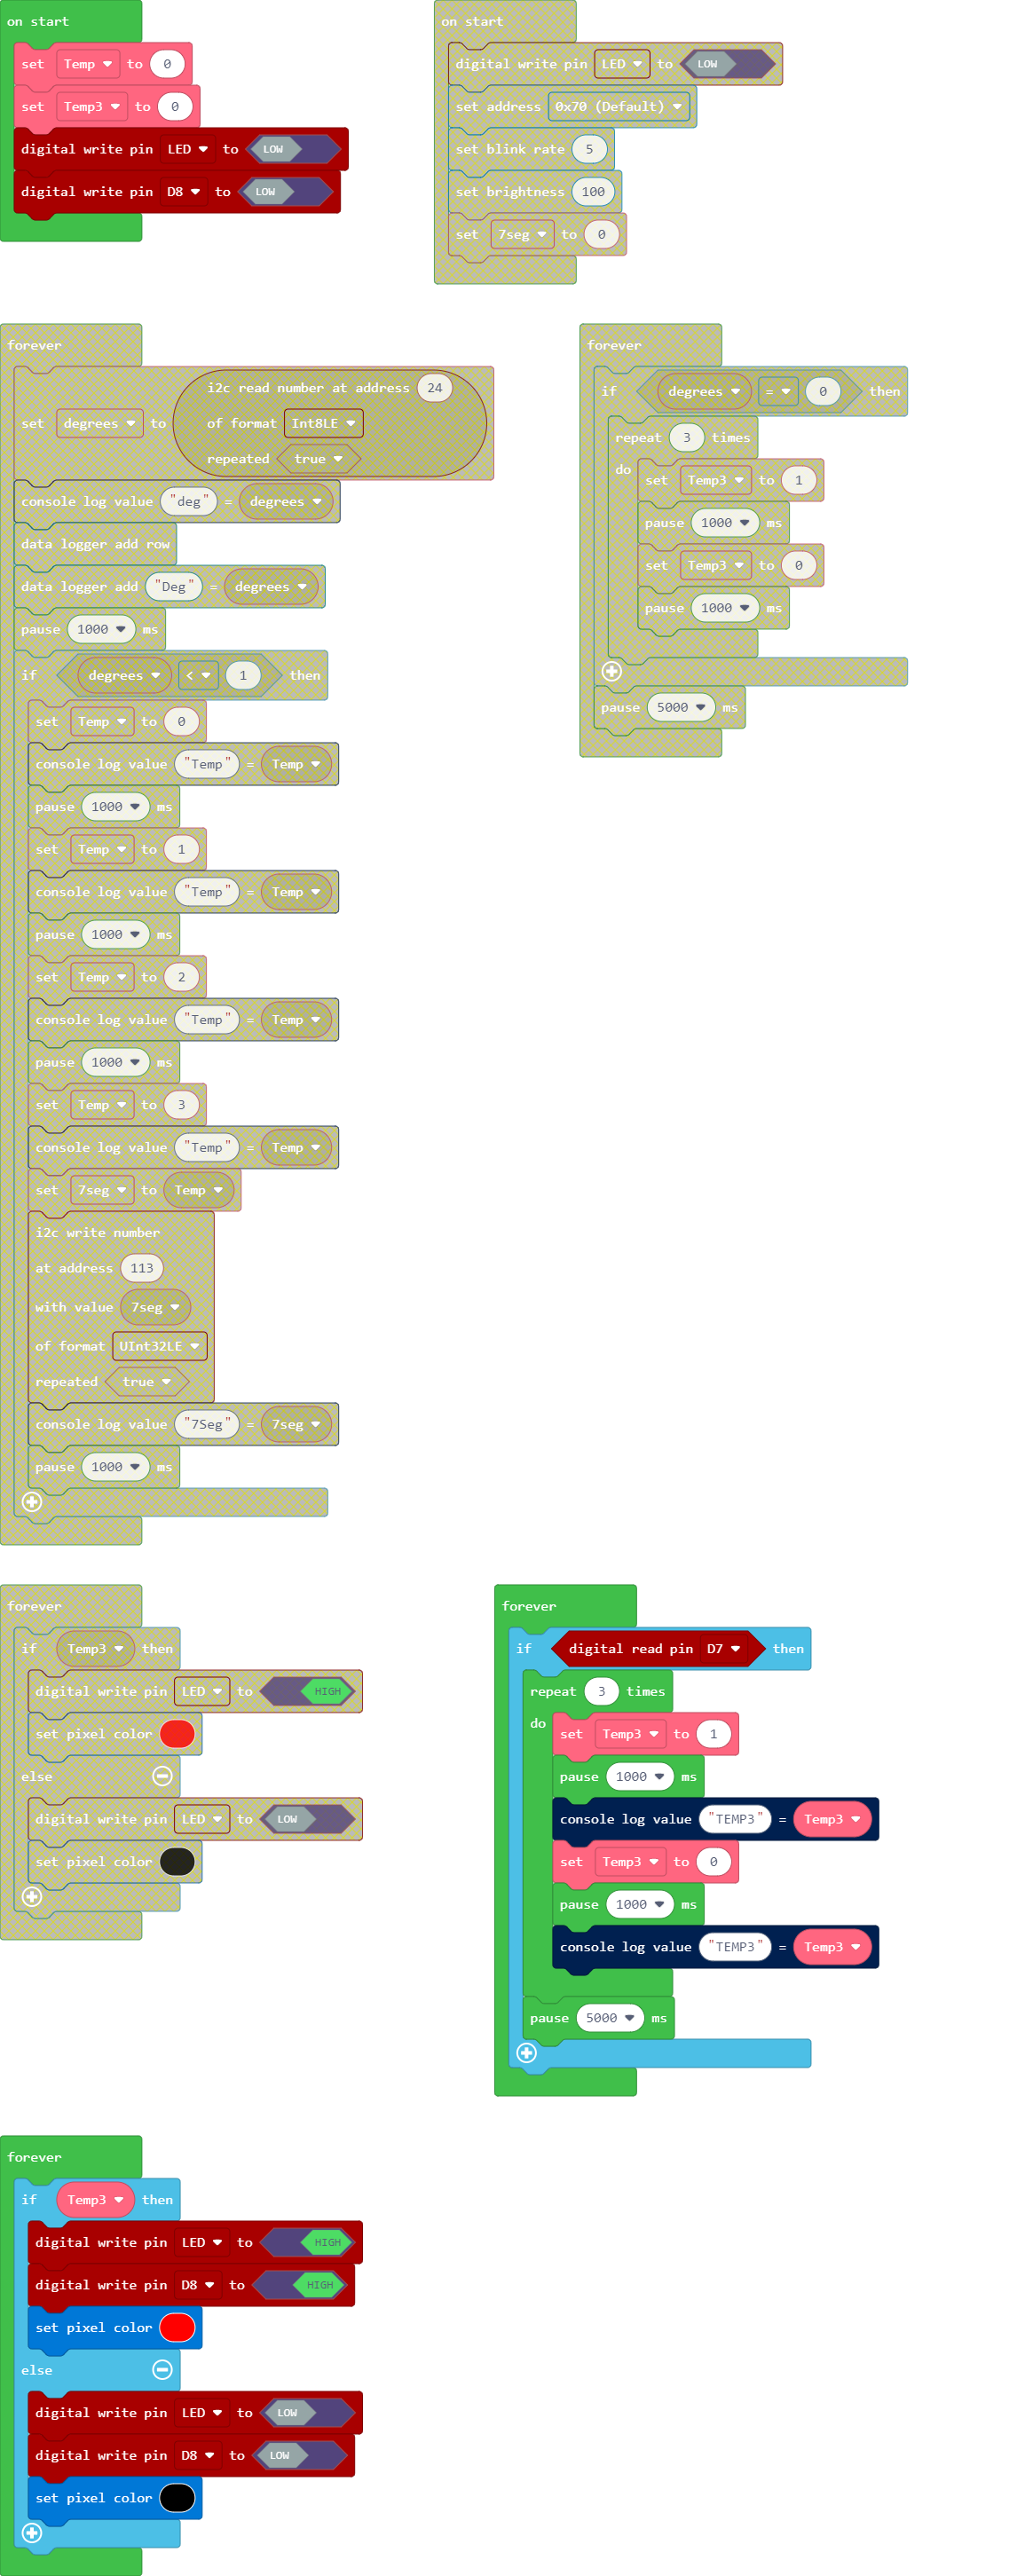 on start
set Temp to 0
set Temp3 to 0
digital write pin LED to LOW
digital write pin D8 to LOW
on start
digital write pin LED to LOW
set address 0x70 (Default)
set blink rate 5
set brightness 100
set 7seg to 0
forever
set degrees to i2c read number at address 24
of format Int8LE
repeated true
console log value "deg" = degrees
data logger add row
data logger add "Deg" = degrees
pause 1000 ms
if degrees < 1 then
set Temp to 0
console log value "Temp" = Temp
pause 1000 ms
set Temp to 1
console log value "Temp" = Temp
pause 1000 ms
set Temp to 2
console log value "Temp" = Temp
pause 1000 ms
set Temp to 3
console log value "Temp" = Temp
set 7seg to Temp
i2c write number
at address 113
with value 7seg
of format UInt32LE
repeated true
console log value "7Seg" = 7seg
pause 1000 ms
forever
if degrees = 0 then
repeat 3 times
do
set Temp3 to 1
pause 1000 ms
set Temp3 to 0
pause 1000 ms
pause 5000 ms
forever
if Temp3 then
digital write pin LED to HIGH
set pixel color
else
digital write pin LED to LOW
set pixel color
forever
if digital read pin D7 then
repeat 3 times
do
set Temp3 to 1
pause 1000 ms
console log value "TEMP3" = Temp3
set Temp3 to 0
pause 1000 ms
console log value "TEMP3" = Temp3
pause 5000 ms
forever
if Temp3 then
digital write pin LED to HIGH
digital write pin D8 to HIGH
set pixel color
else
digital write pin LED to LOW
digital write pin D8 to LOW
set pixel color